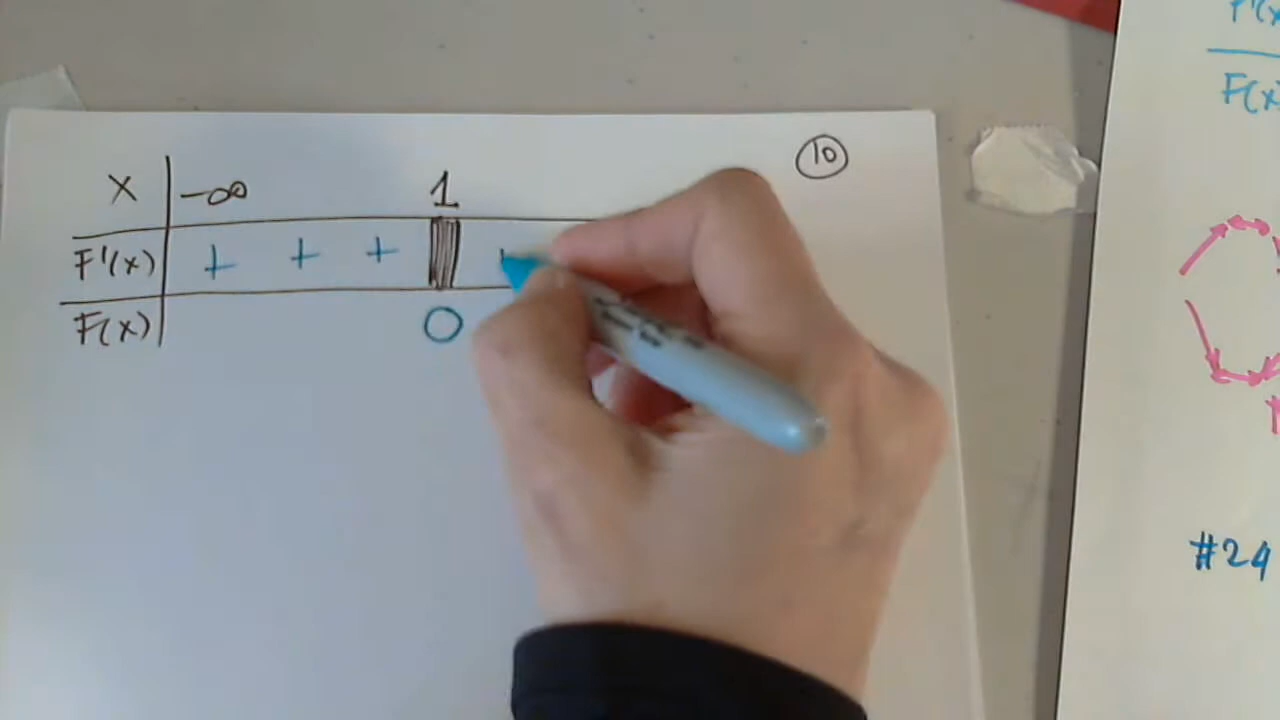 10
X -∞ 1
F'(x) + + +
F(x) 0
F(x)
#24